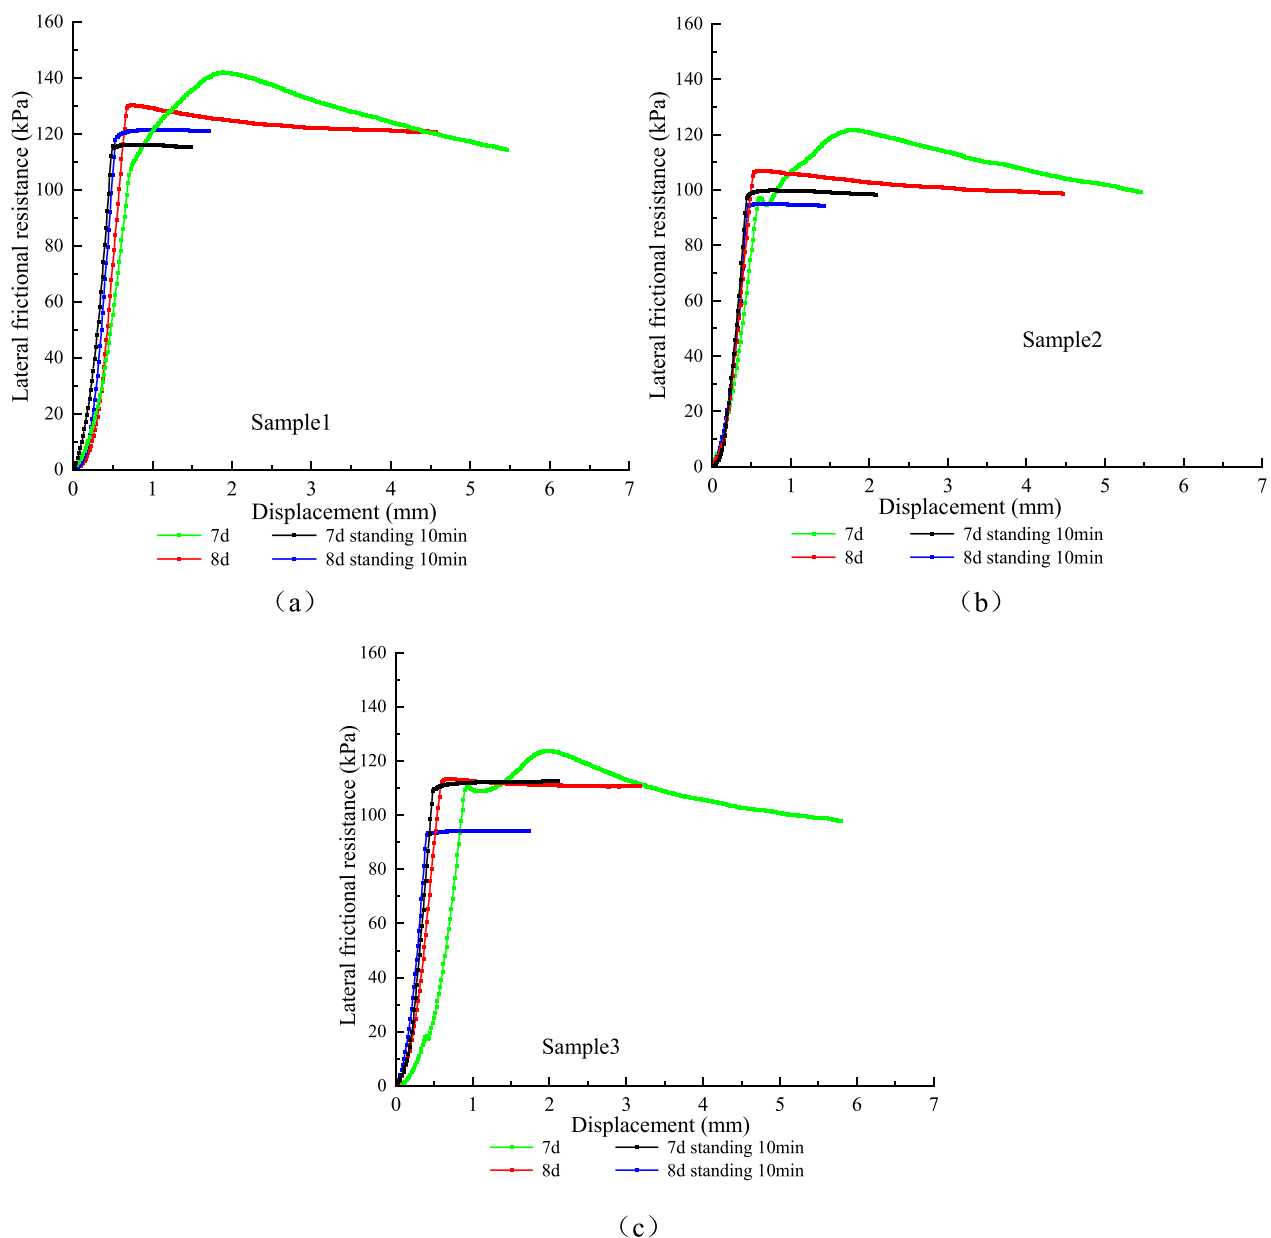 160
140
120
100
80
60
40
20
0
Lateral frictional resistance (kPa)
Sample1
0 1 2 3 4 5 6 7
Displacement (mm)
7d 7d standing 10min
8d 8d standing 10min
（a）
160
140
120
100
80
60
40
20
0
Lateral frictional resistance (kPa)
Sample2
0 1 2 3 4 5 6 7
Displacement (mm)
7d 7d standing 10min
8d 8d standing 10min
（b）
160
140
120
100
80
60
40
20
0
Lateral frictional resistance (kPa)
Sample3
0 1 2 3 4 5 6 7
Displacement (mm)
7d 7d standing 10min
8d 8d standing 10min
（c）